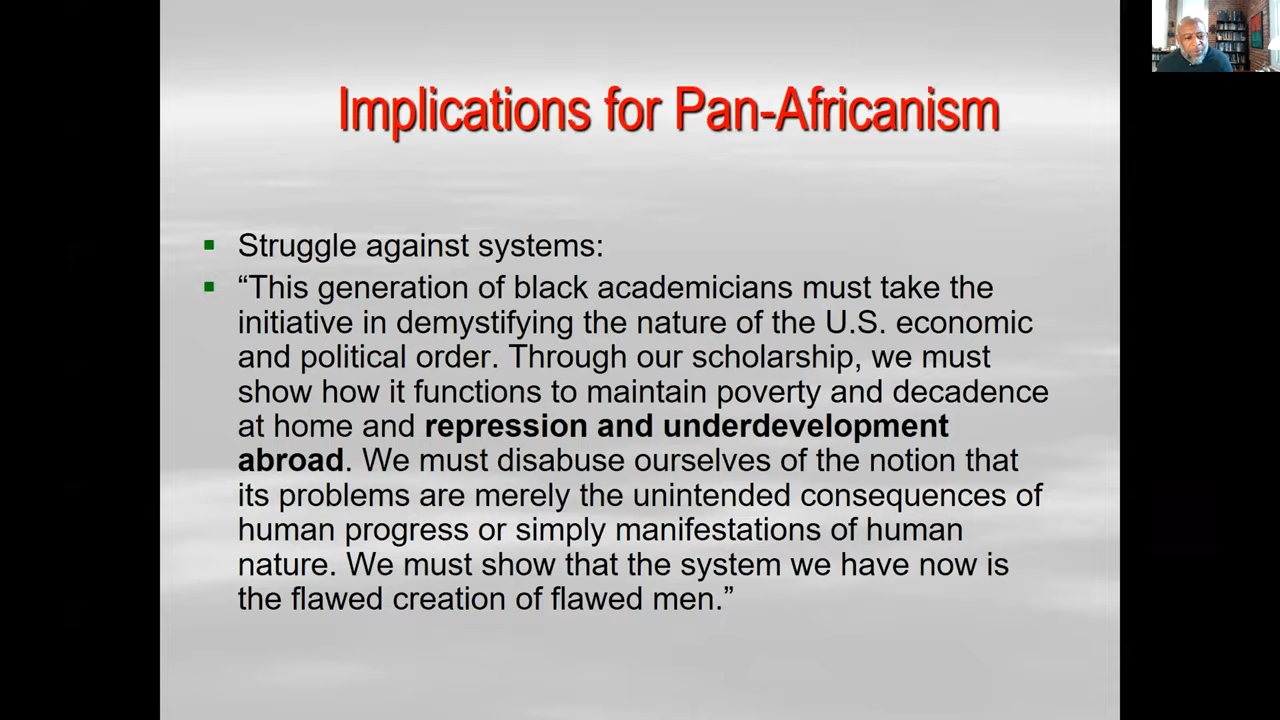 Implications for Pan-Africanism
▪ Struggle against systems:
▪ “This generation of black academicians must take the
initiative in demystifying the nature of the U.S. economic
and political order. Through our scholarship, we must
show how it functions to maintain poverty and decadence
at home and repression and underdevelopment
abroad. We must disabuse ourselves of the notion that
its problems are merely the unintended consequences of
human progress or simply manifestations of human
nature. We must show that the system we have now is
the flawed creation of flawed men.”